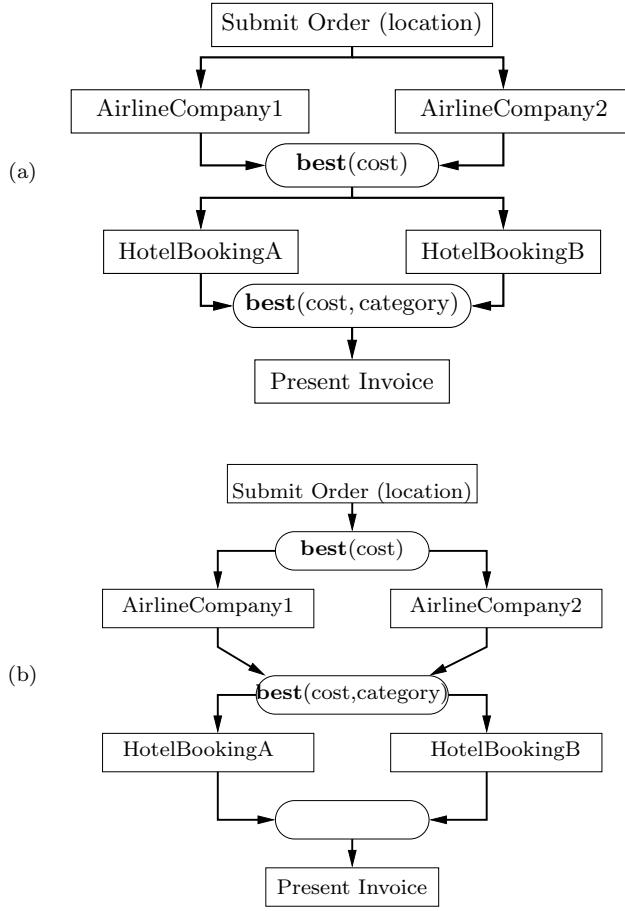 Submit Order (location)
AirlineCompany1 AirlineCompany2
best(cost)
(a)
HotelBookingA HotelBookingB
best(cost, category)
Present Invoice
Submit Order (location)
best(cost)
AirlineCompany1 AirlineCompany2
(b)
best(cost,category)
HotelBookingA HotelBookingB
Present Invoice